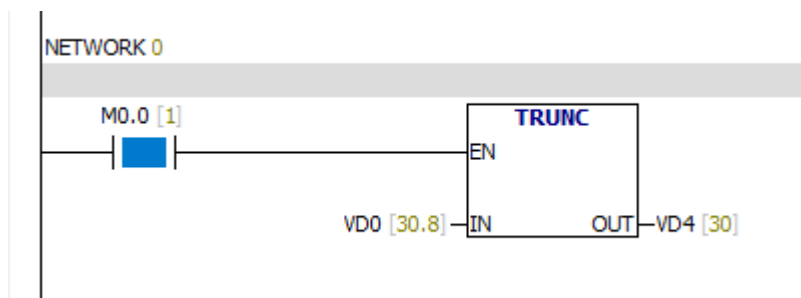 NETWORK 0
M0.0 [1]
TRUNC
EN
VD0 [30.8] IN OUT VD4 [30]